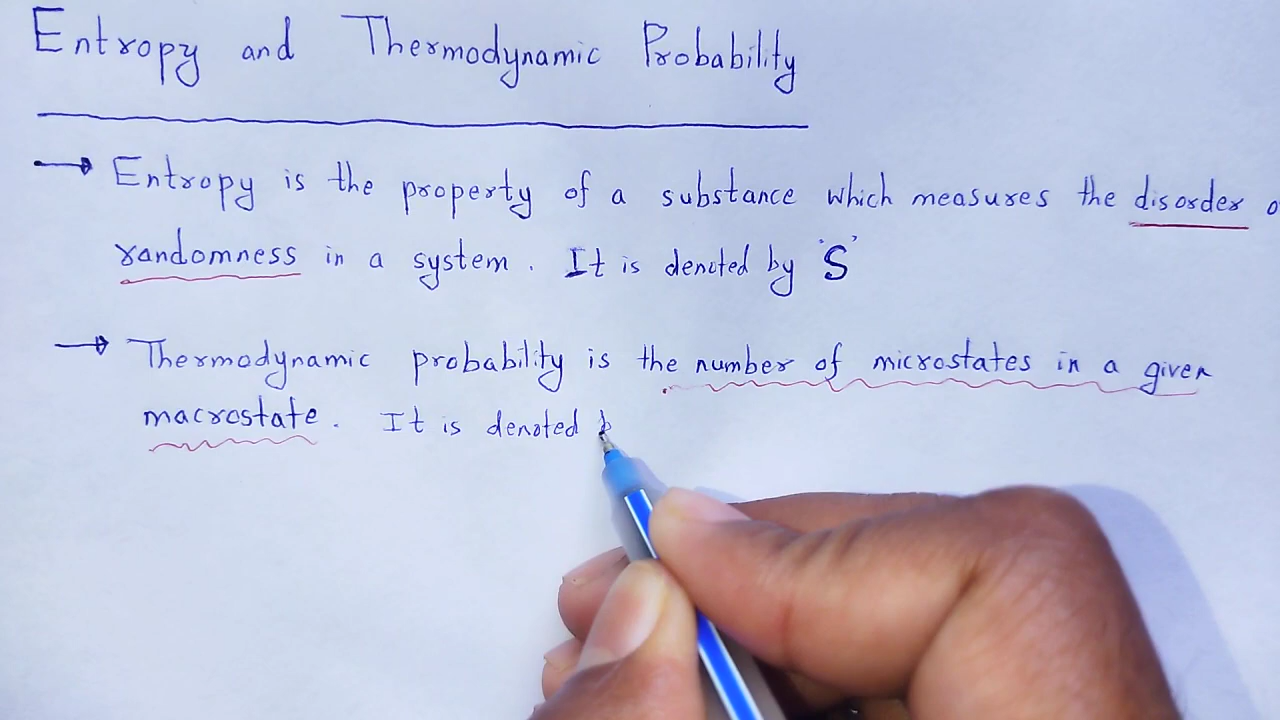 Entropy and Thermodynamic Probability
→ Entropy is the property of a substance which measures the disorder
randomness in a system. It is denoted by 'S'
→ Thermodynamic probability is the number of microstates in a given
macrostate. It is denoted b